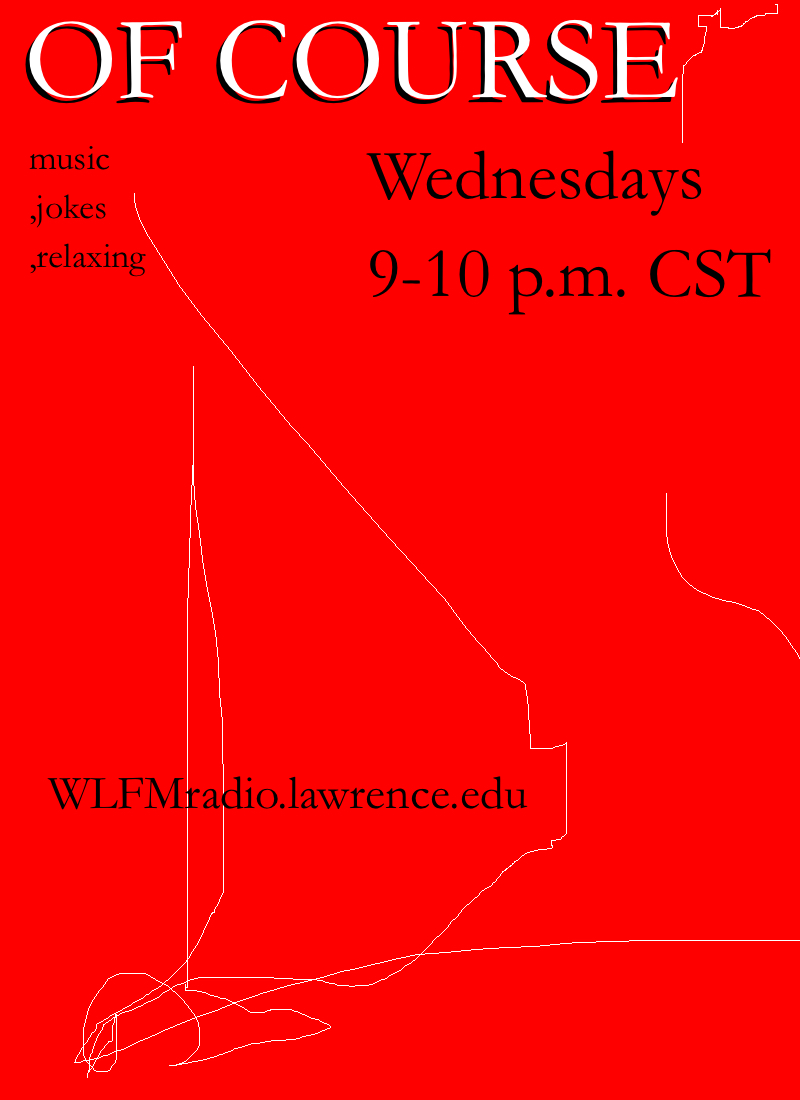 OF COURSE
music
,jokes
,relaxing
Wednesdays
9-10 p.m. CST
WLFMradio.lawrence.edu